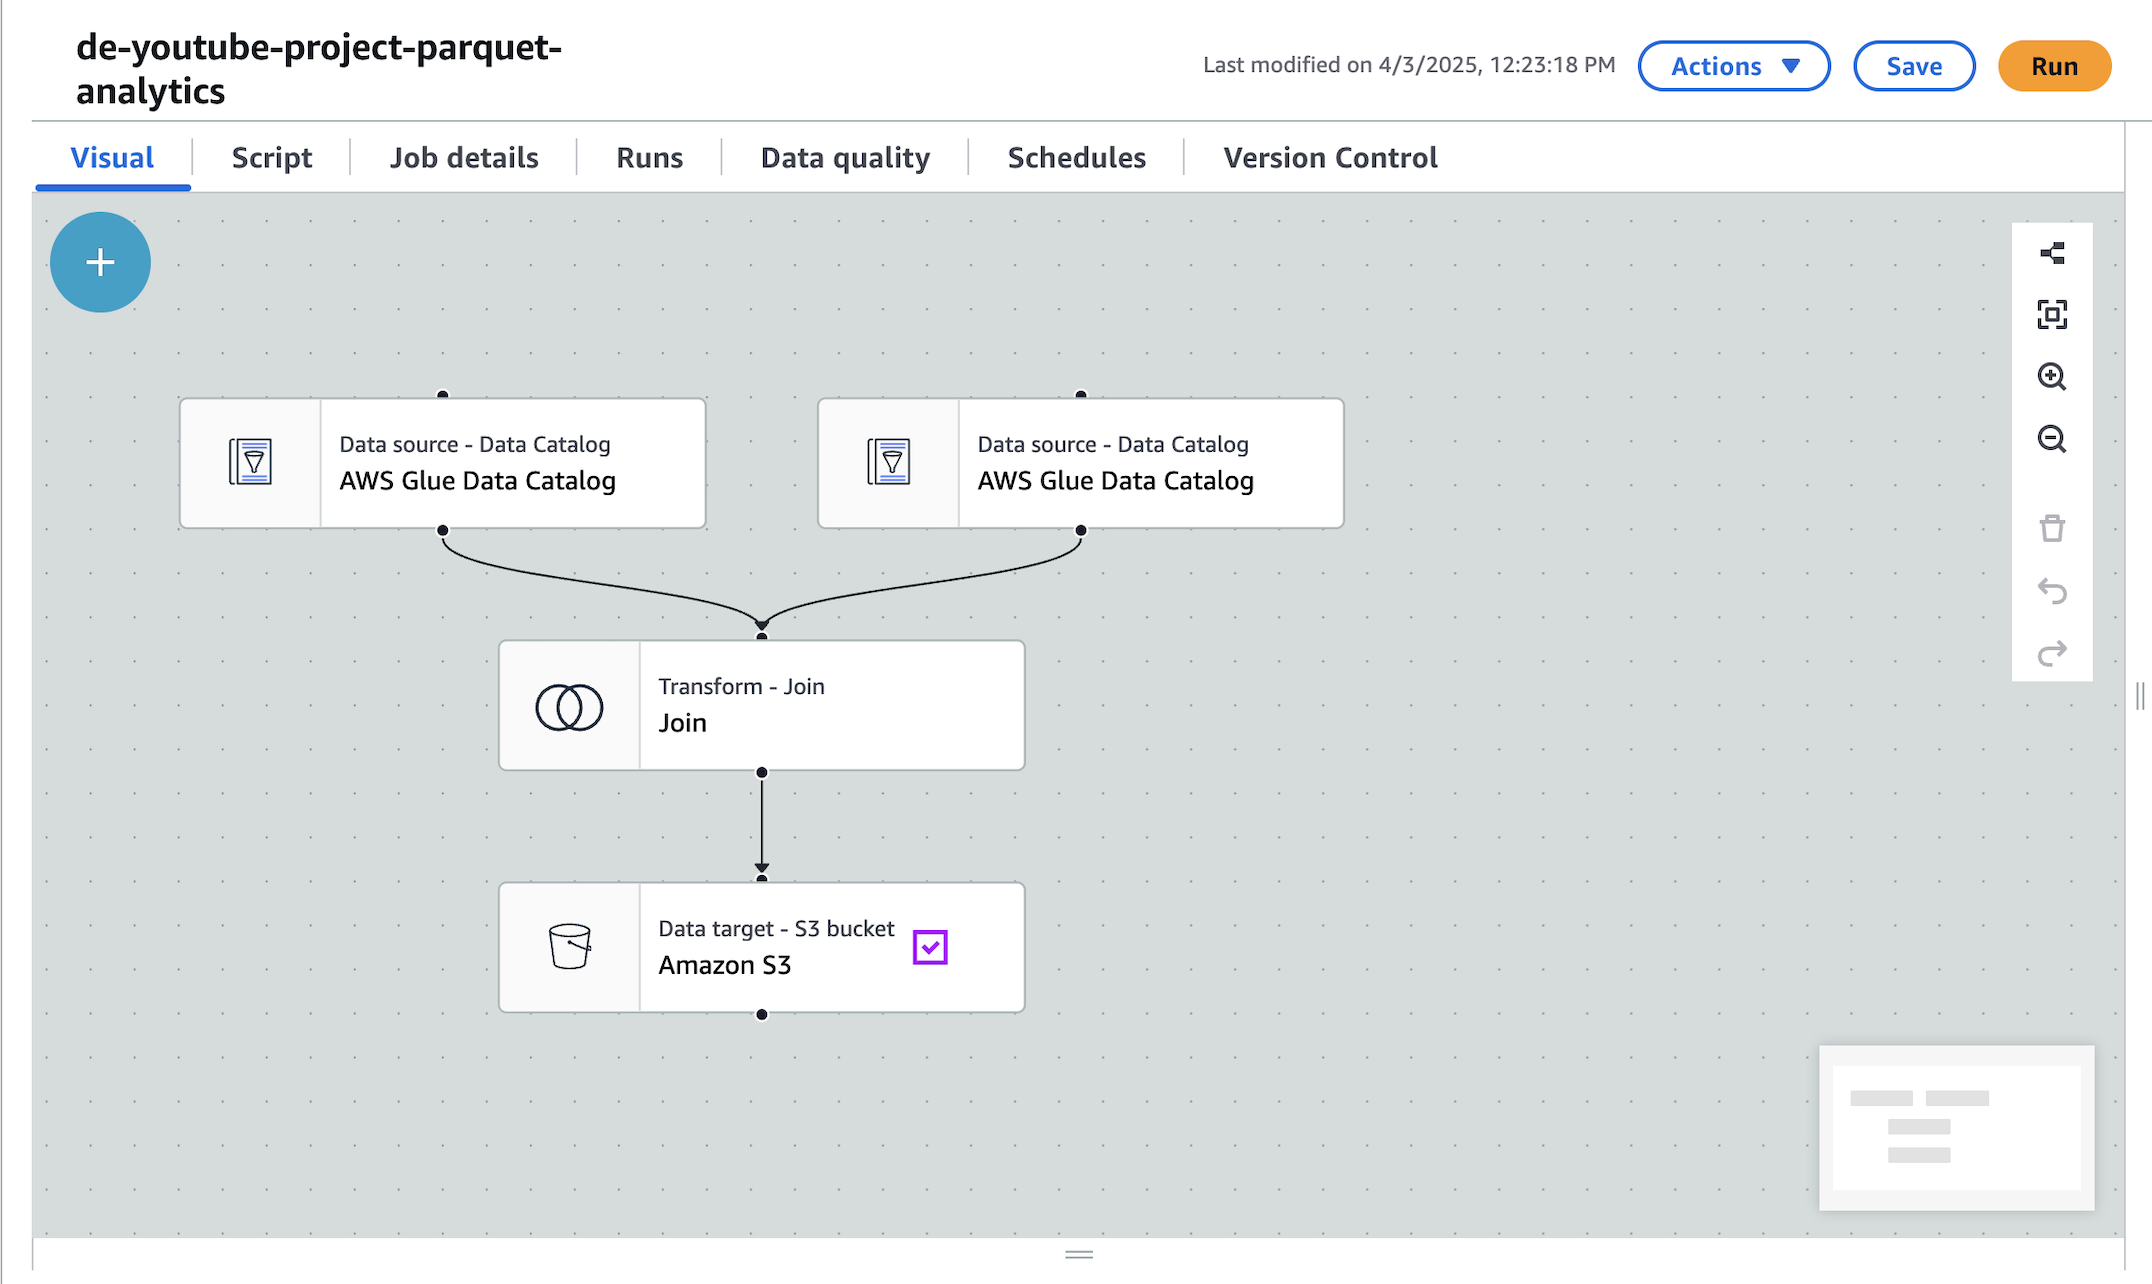 de-youtube-project-parquet-
analytics
Last modified on 4/3/2025, 12:23:18 PM
Actions
Save
Run
Visual
Script
Job details
Runs
Data quality
Schedules
Version Control
Data source - Data Catalog
AWS Glue Data Catalog
Data source - Data Catalog
AWS Glue Data Catalog
Transform - Join
Join
Data target - S3 bucket
Amazon S3